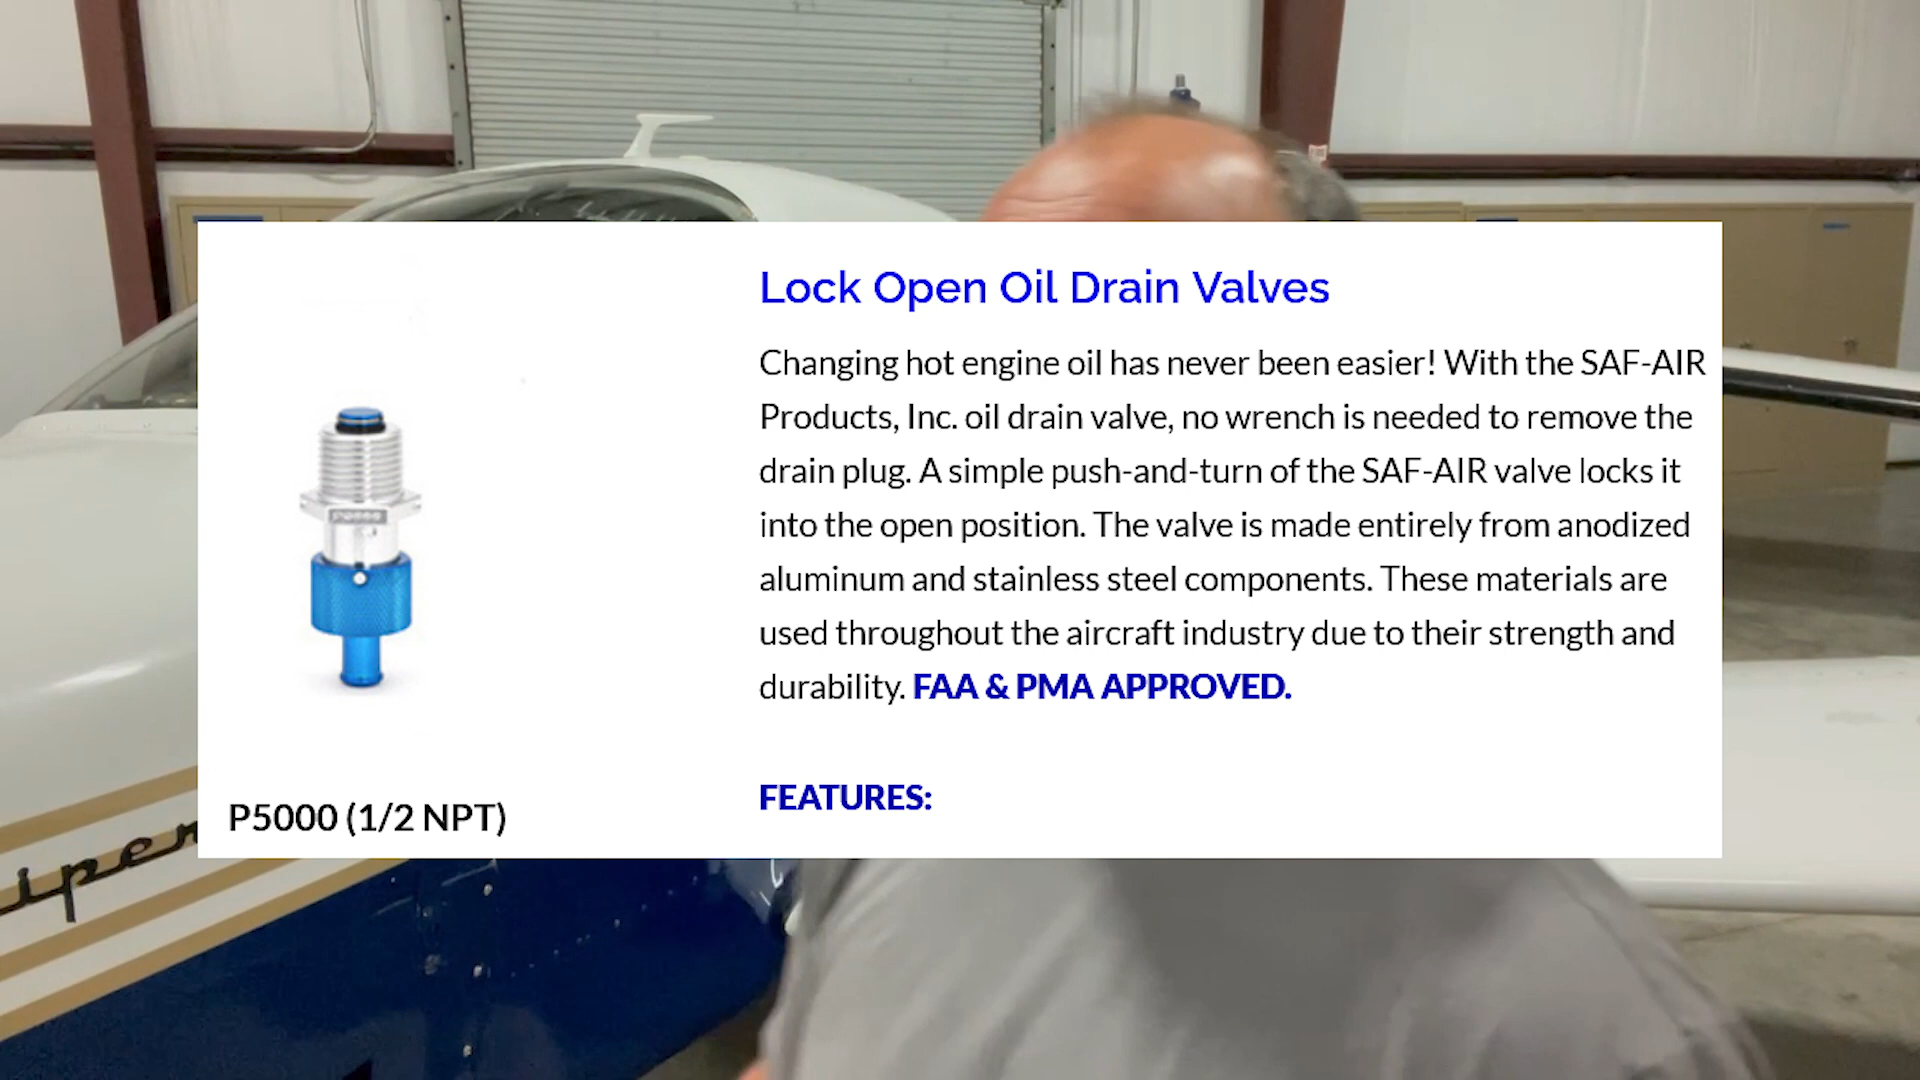 Lock Open Oil Drain Valves
Changing hot engine oil has never been easier! With the SAF-AIR
Products, Inc. oil drain valve, no wrench is needed to remove the
drain plug. A simple push-and-turn of the SAF-AIR valve locks it
into the open position. The valve is made entirely from anodized
aluminum and stainless steel components. These materials are
used throughout the aircraft industry due to their strength and
durability. FAA & PMA APPROVED.
FEATURES:
P5000 (1/2 NPT)